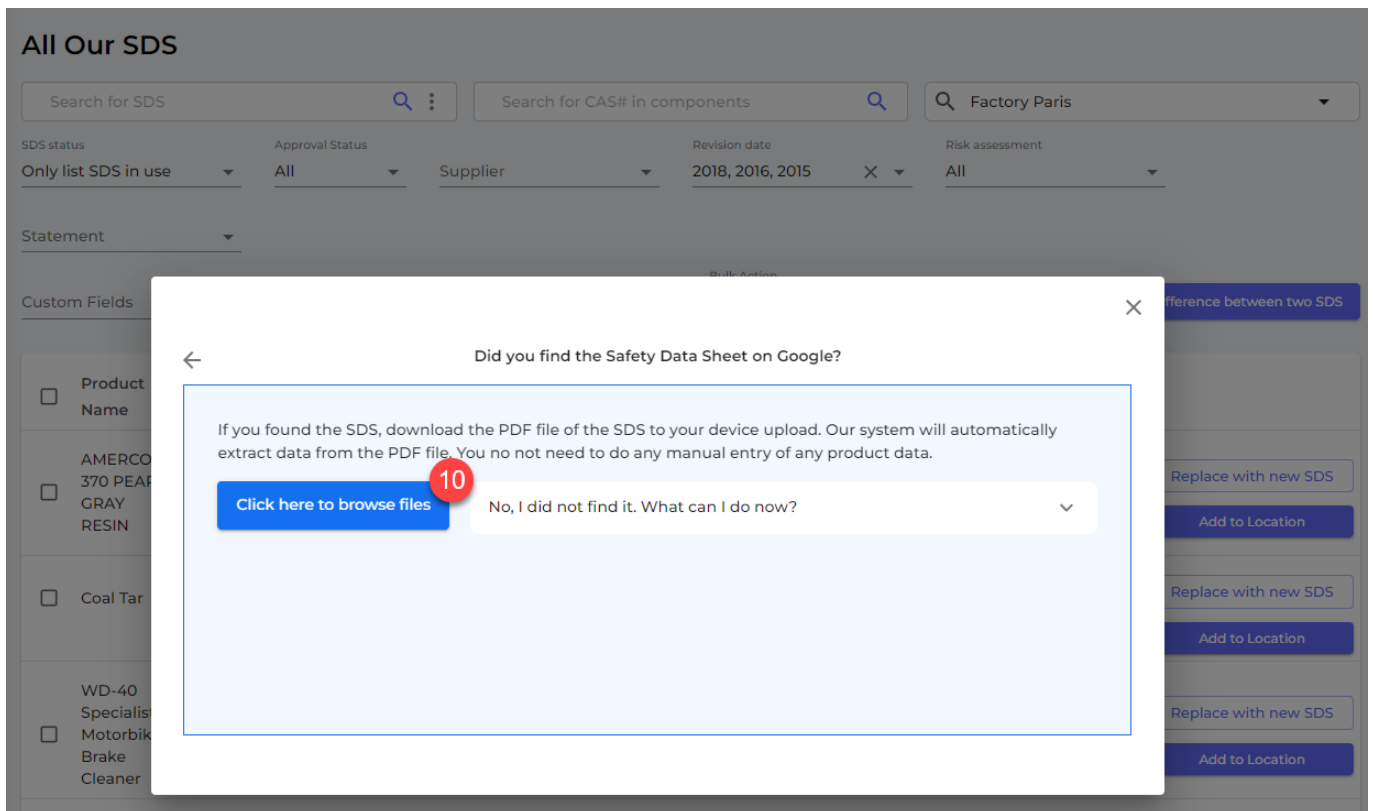 All Our SDS
Search for SDS
Search for CAS# in components
Factory Paris
SDS status
Approval Status
Revision date
Risk assessment
Only list SDS in use
All
Supplier
2018, 2016, 2015
All
Statement
Bulk Action
Custom Fields
fference between two SDS
Did you find the Safety Data Sheet on Google?
Product
Name
If you found the SDS, download the PDF file of the SDS to your device upload. Our system will automatically
extract data from the PDF file. You no not need to do any manual entry of any product data.
10
Click here to browse files
No, I did not find it. What can I do now?
AMERCO
370 PEAR
GRAY
RESIN
Replace with new SDS
Add to Location
Coal Tar
Replace with new SDS
Add to Location
WD-40
Specialist
Motorbik
Brake
Cleaner
Replace with new SDS
Add to Location